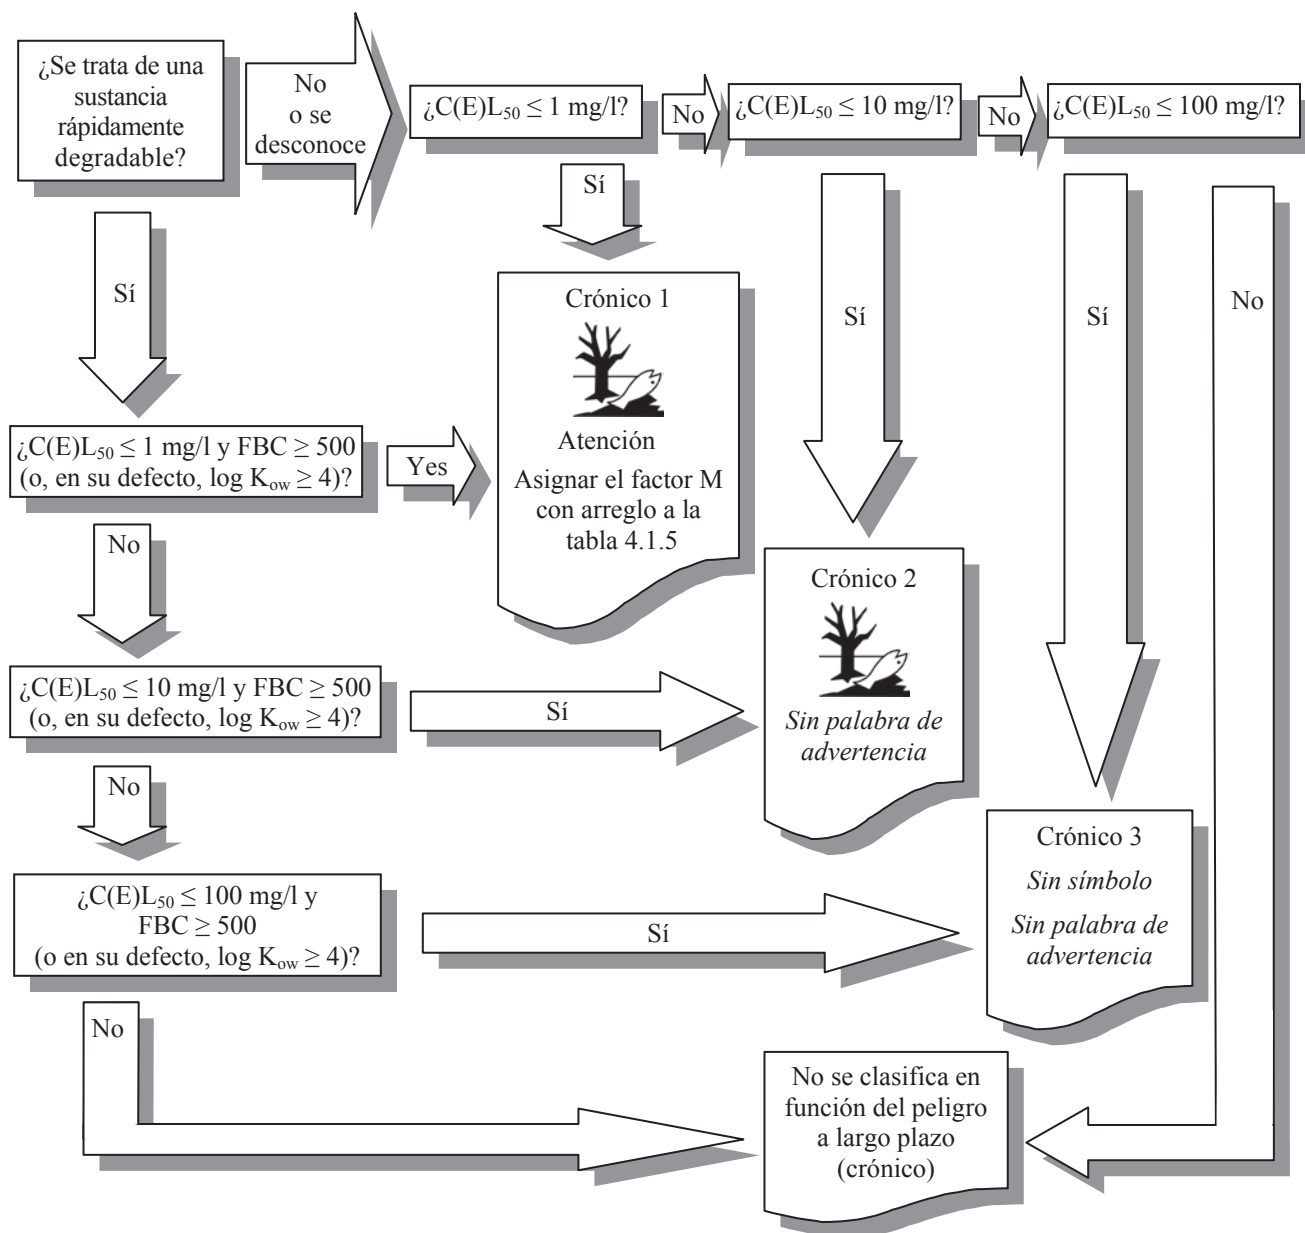 ¿Se trata de una
sustancia
rápidamente
degradable?
No
o se
desconoce
¿C(E)L₅₀ ≤ 1 mg/l?
No
¿C(E)L₅₀ ≤ 10 mg/l?
No
¿C(E)L₅₀ ≤ 100 mg/l?
Sí
Sí
Sí
Sí
No
Crónico 1
Atención
Asignar el factor M
con arreglo a la
tabla 4.1.5
¿C(E)L₅₀ ≤ 1 mg/l y FBC ≥ 500
(o, en su defecto, log Kₒw ≥ 4)?
Yes
No
Crónico 2
Sin palabra de
advertencia
¿C(E)L₅₀ ≤ 10 mg/l y FBC ≥ 500
(o, en su defecto, log Kₒw ≥ 4)?
Sí
No
Crónico 3
Sin símbolo
Sin palabra de
advertencia
¿C(E)L₅₀ ≤ 100 mg/l y
FBC ≥ 500
(o en su defecto, log Kₒw ≥ 4)?
Sí
No
No se clasifica en
función del peligro
a largo plazo
(crónico)